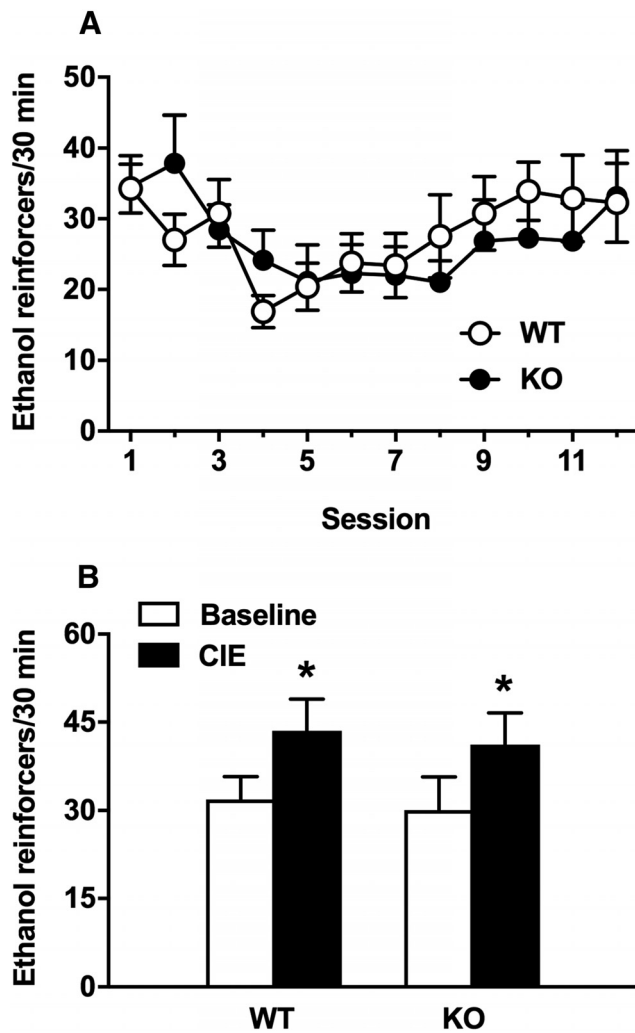 A
Ethanol reinforcers/30 min
50
40
30
20
10
0
WT
KO
1 3 5 7 9 11
Session
B
Ethanol reinforcers/30 min
Baseline
CIE
60
45
30
15
0
* *
WT KO